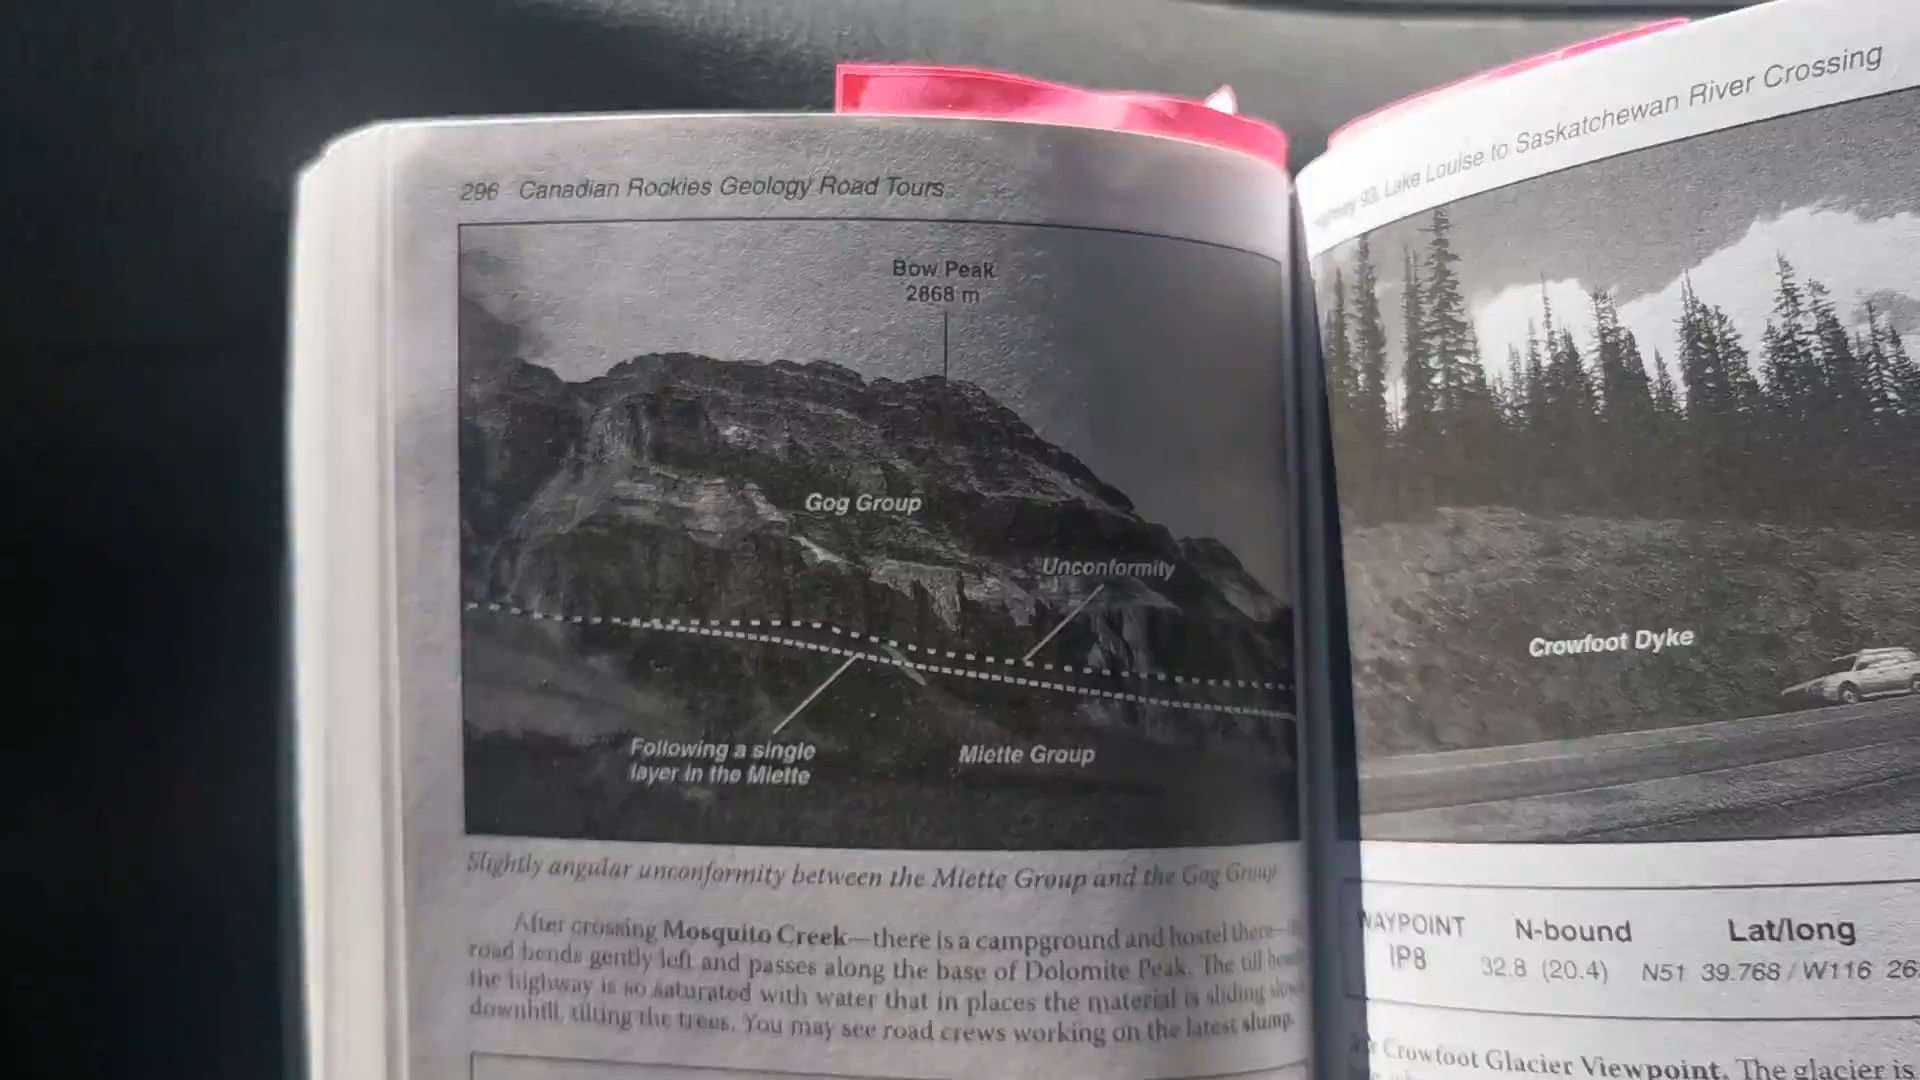 296 Canadian Rockies Geology Road Tours
Bow Peak
2868 m
Gog Group
Unconformity
Following a single
layer in the Miette
Miette Group
Slightly angular unconformity between the Miette Group and the Gog Group
After crossing Mosquito Creek—there is a campground and hostel there—
road bends gently left and passes along the base of Dolomite Peak. The till
the highway is so saturated with water that in places the material is sliding
downhill, tilting the trees. You may see road crews working on the latest slump.
93, Lake Louise to Saskatchewan River Crossing
Crowfoot Dyke
WAYPOINT N-bound Lat/long
IP8 32.8 (20.4) N51 39.768 / W116 26
Crowfoot Glacier Viewpoint. The glacier is